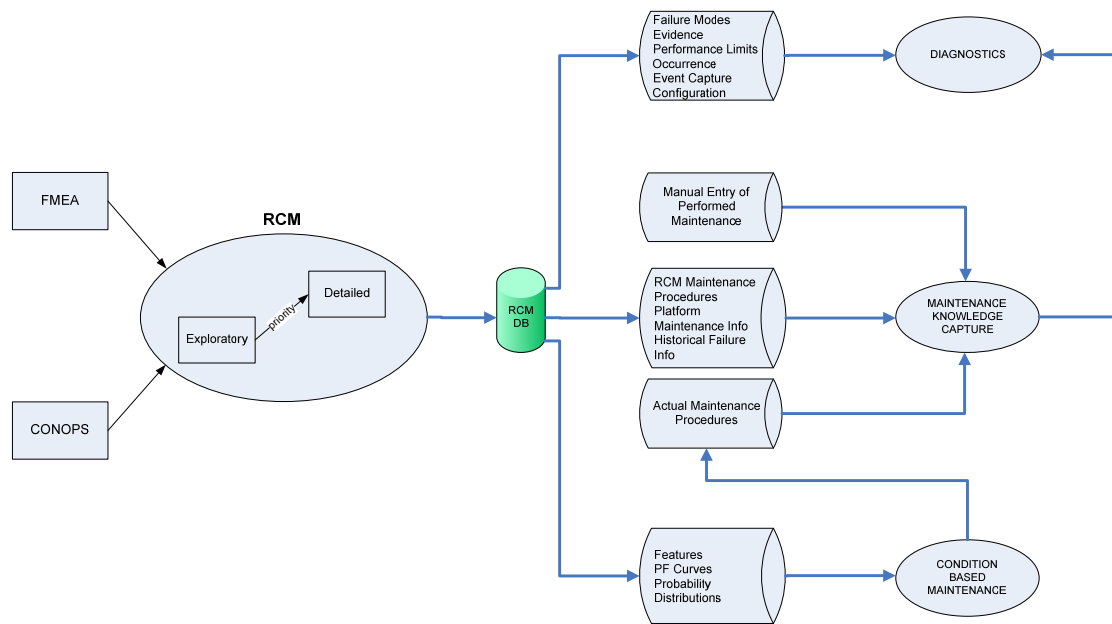 FMEA
CONOPS
RCM
Exploratory
priority
Detailed
RCM
DB
Failure Modes
Evidence
Performance Limits
Occurrence
Event Capture
Configuration
DIAGNOSTICS
Manual Entry of
Performed
Maintenance
RCM Maintenance
Procedures
Platform
Maintenance Info
Historical Failure
Info
MAINTENANCE
KNOWLEDGE
CAPTURE
Actual Maintenance
Procedures
Features
PF Curves
Probability
Distributions
CONDITION
BASED
MAINTENANCE